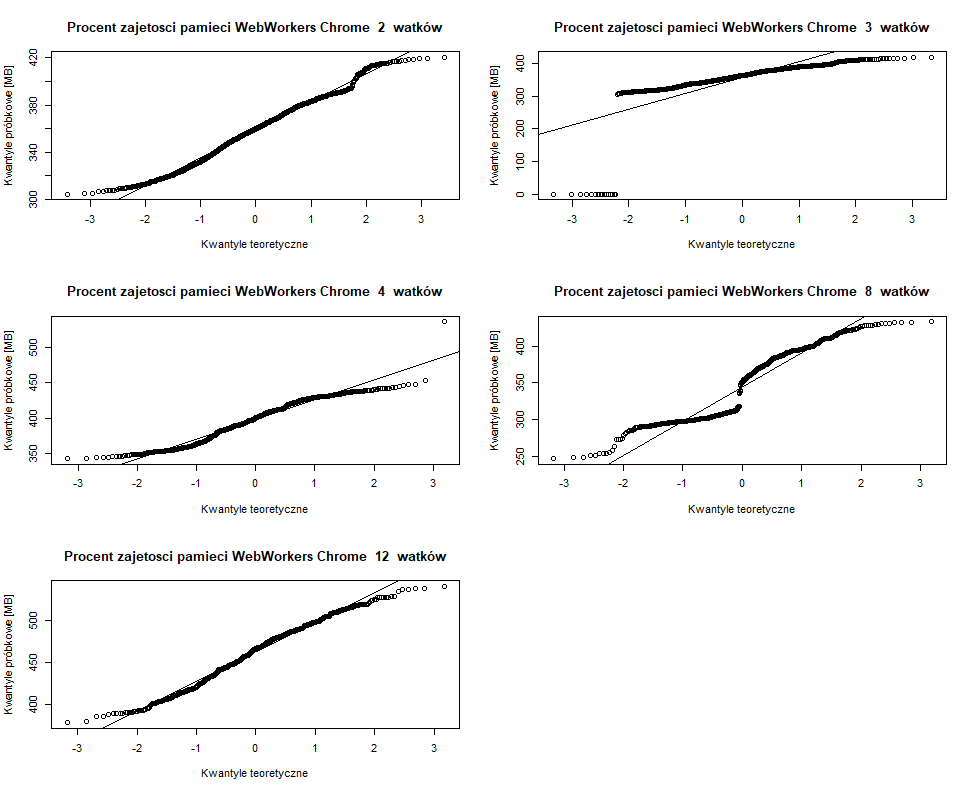 Procent zajetosci pamieci WebWorkers Chrome 2 watków
Kwantyle próbkowe [MB]
420
380
340
300
-3 -2 -1 0 1 2 3
Kwantyle teoretyczne
Procent zajetosci pamieci WebWorkers Chrome 3 watków
Kwantyle próbkowe [MB]
400
300
200
100
0
-3 -2 -1 0 1 2 3
Kwantyle teoretyczne
Procent zajetosci pamieci WebWorkers Chrome 4 watków
Kwantyle próbkowe [MB]
500
450
400
350
-3 -2 -1 0 1 2 3
Kwantyle teoretyczne
Procent zajetosci pamieci WebWorkers Chrome 8 watków
Kwantyle próbkowe [MB]
400
350
300
250
-3 -2 -1 0 1 2 3
Kwantyle teoretyczne
Procent zajetosci pamieci WebWorkers Chrome 12 watków
Kwantyle próbkowe [MB]
500
450
400
-3 -2 -1 0 1 2 3
Kwantyle teoretyczne